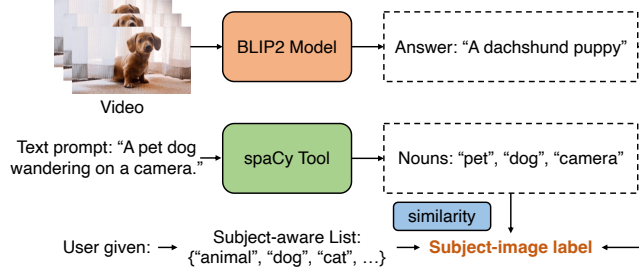 BLIP2 Model
Answer: “A dachshund puppy”
Video
Text prompt: “A pet dog
wandering on a camera.”
spaCy Tool
Nouns: “pet”, “dog”, “camera”
similarity
User given:
Subject-aware List:
{“animal”, “dog”, “cat”, …}
Subject-image label